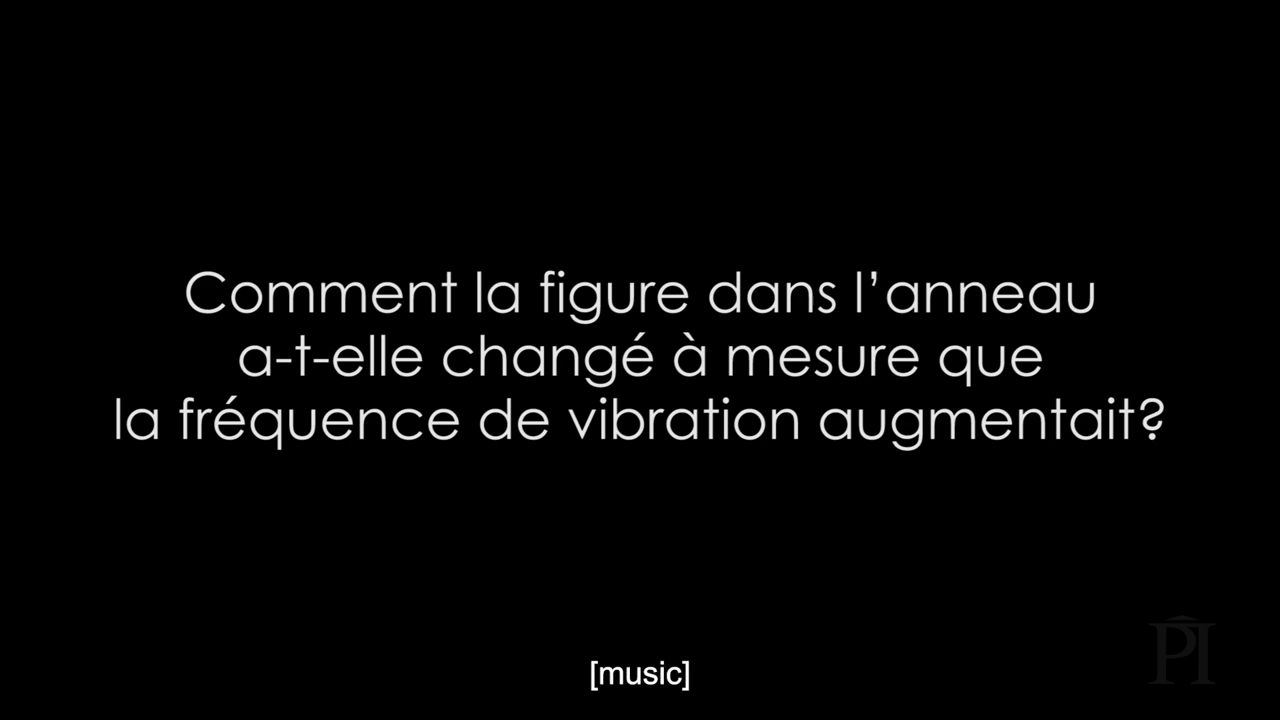 Comment la figure dans l’anneau
a-t-elle changé à mesure que
la fréquence de vibration augmentait?
PI
[music]